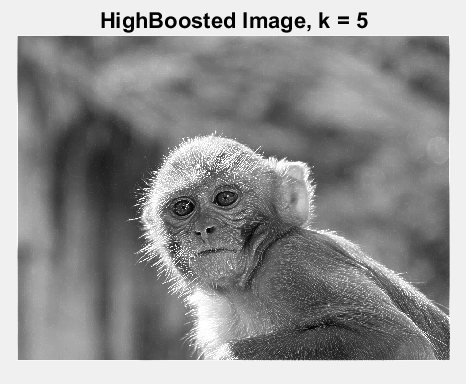 HighBoosted Image, k = 5